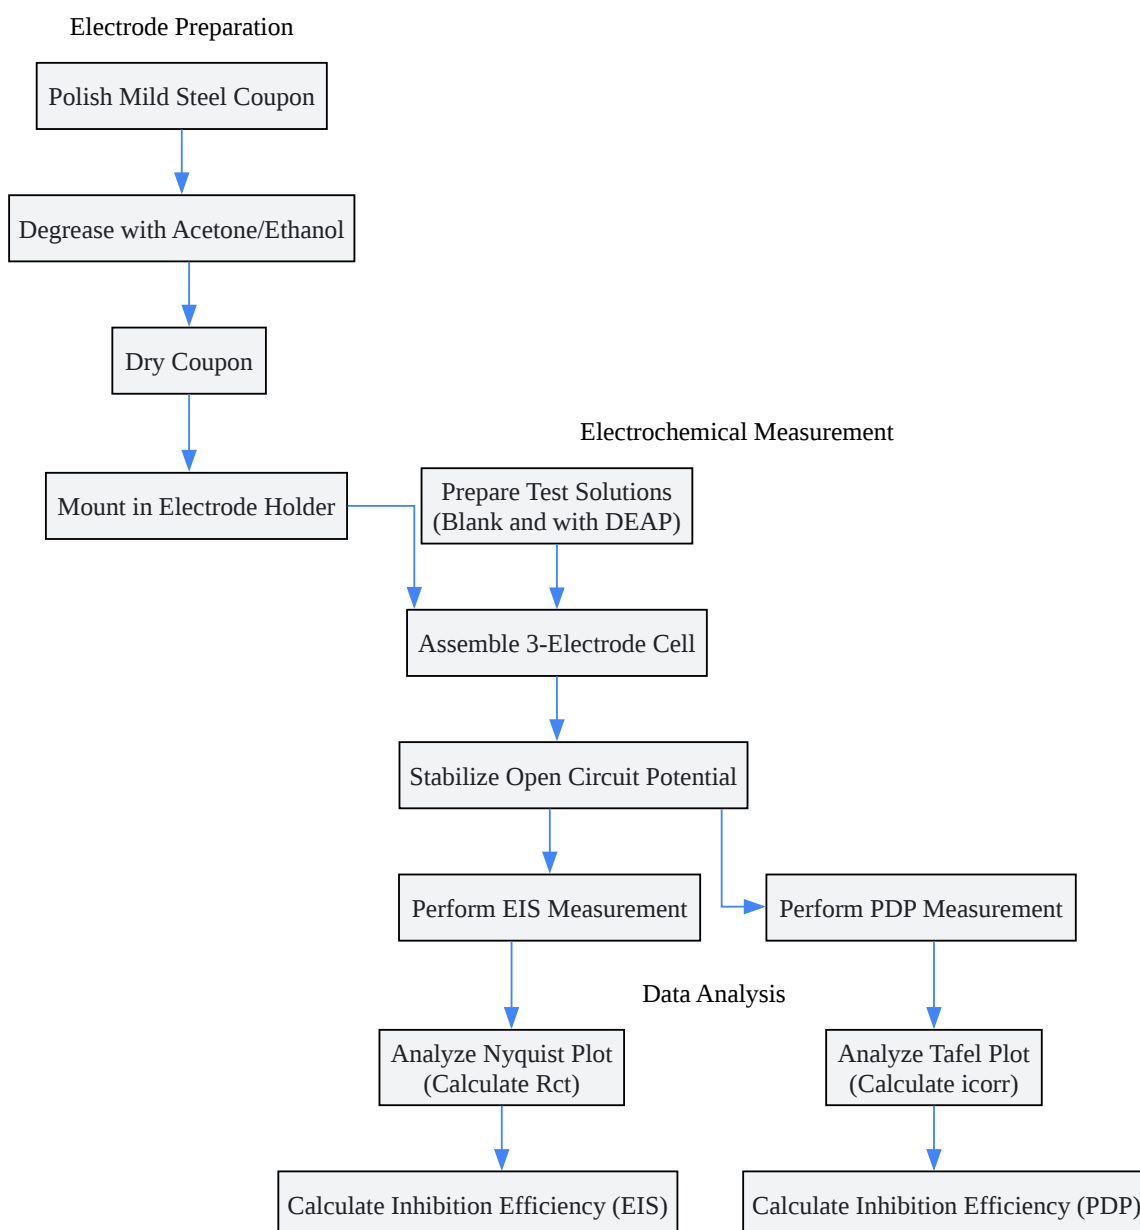 Electrode Preparation
Polish Mild Steel Coupon
Degrease with Acetone/Ethanol
Dry Coupon
Mount in Electrode Holder
Electrochemical Measurement
Prepare Test Solutions
(Blank and with DEAP)
Assemble 3-Electrode Cell
Stabilize Open Circuit Potential
Perform EIS Measurement
Perform PDP Measurement
Data Analysis
Analyze Nyquist Plot
(Calculate Rct)
Analyze Tafel Plot
(Calculate icorr)
Calculate Inhibition Efficiency (EIS)
Calculate Inhibition Efficiency (PDP)